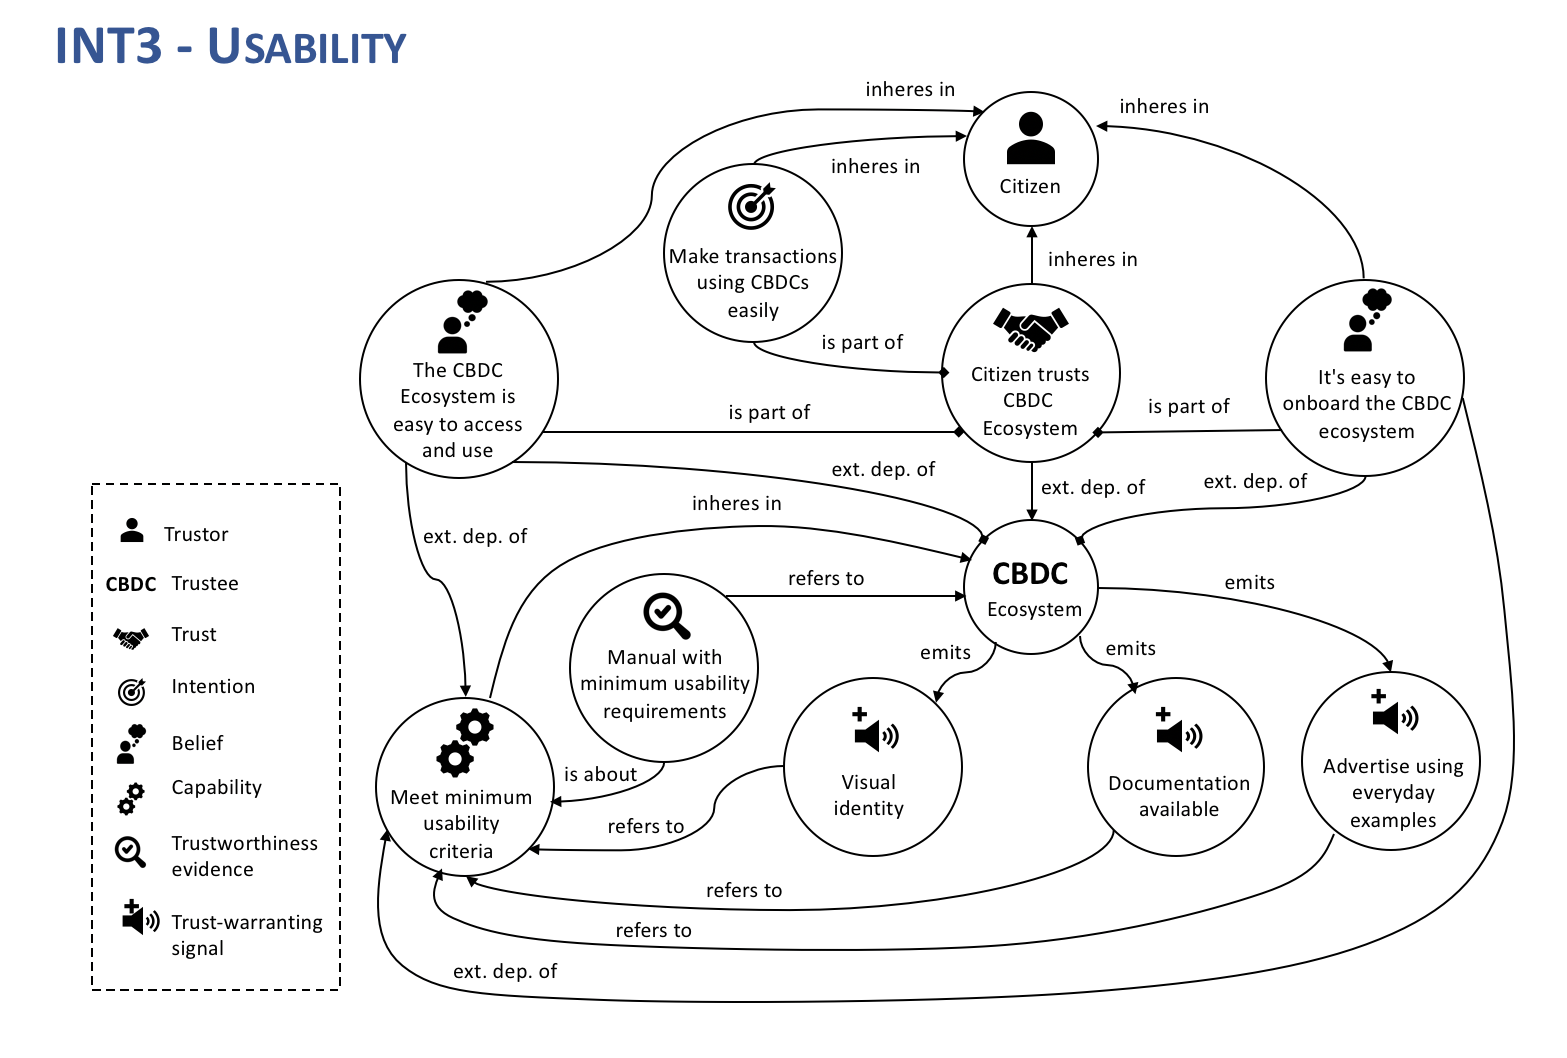 INT3 - USABILITY
inheres in
inheres in
inheres in
Citizen
Make transactions
using CBDCs
easily
inheres in
The CBDC
Ecosystem is
easy to access
and use
is part of
Citizen trusts
CBDC
Ecosystem
It's easy to
onboard the CBDC
ecosystem
is part of
is part of
ext. dep. of
ext. dep. of
ext. dep. of
inheres in
ext. dep. of
CBDC
Ecosystem
refers to
emits
Manual with
minimum usability
requirements
emits
emits
Meet minimum
usability
criteria
is about
Visual
identity
Documentation
available
Advertise using
everyday
examples
refers to
refers to
refers to
ext. dep. of
Trustor
CBDC Trustee
Trust
Intention
Belief
Capability
Trustworthiness
evidence
Trust-warranting
signal